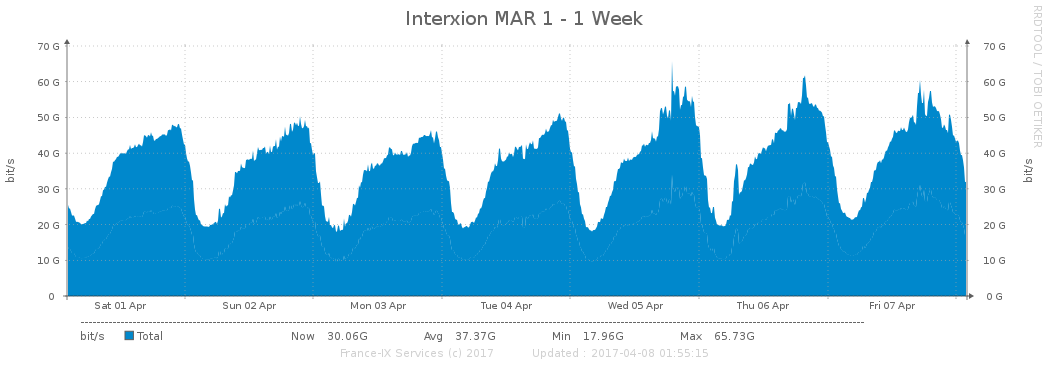 Interxion MAR 1 - 1 Week
RRDTOOL / TOBI OETIKER
bit/s
70 G 70 G
60 G 60 G
50 G 50 G
40 G 40 G
30 G 30 G
20 G 20 G
10 G 10 G
0 0 G
bit/s
Sat 01 Apr Sun 02 Apr Mon 03 Apr Tue 04 Apr Wed 05 Apr Thu 06 Apr Fri 07 Apr
bit/s Total Now 30.06G Avg 37.37G Min 17.96G Max 65.73G
France-IX Services (c) 2017 Updated : 2017-04-08 01:55:15